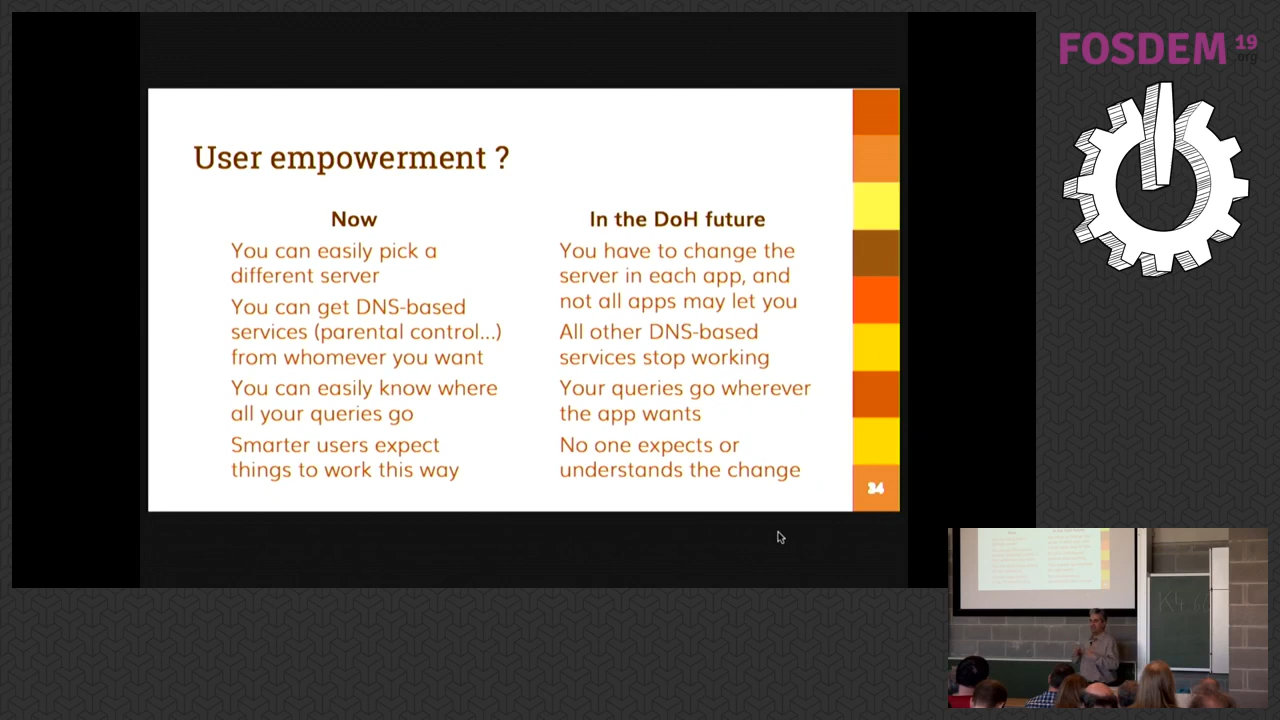 FOSDEM 19
.org
User empowerment ?
Now
You can easily pick a
different server
You can get DNS-based
services (parental control...)
from whomever you want
You can easily know where
all your queries go
Smarter users expect
things to work this way
In the DoH future
You have to change the
server in each app, and
not all apps may let you
All other DNS-based
services stop working
Your queries go wherever
the app wants
No one expects or
understands the change
34